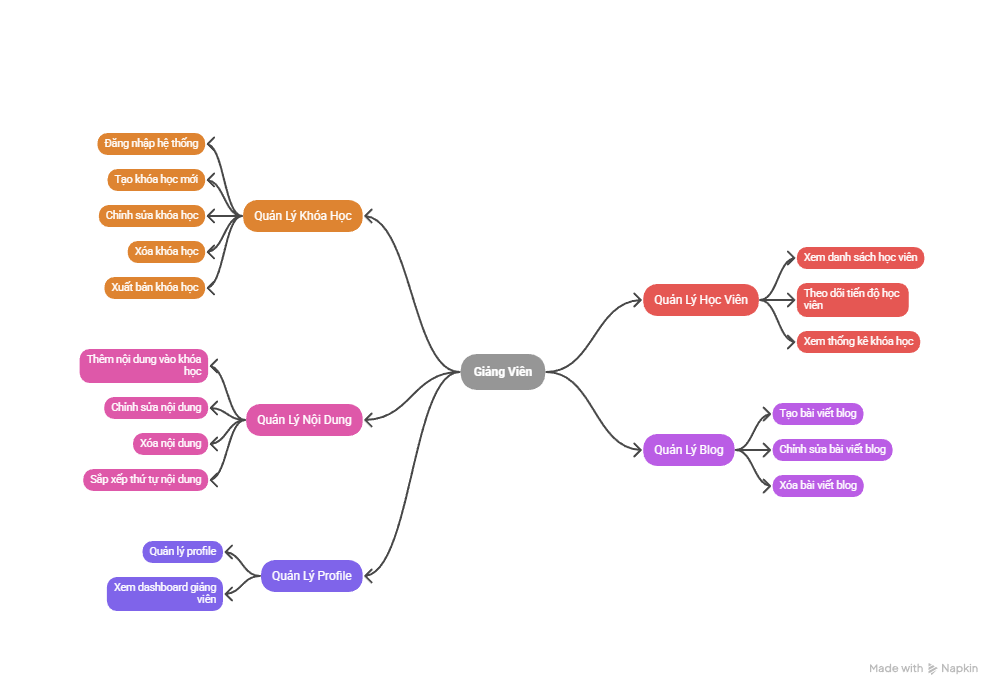 Giảng Viên
Quản Lý Khóa Học
Đăng nhập hệ thống
Tạo khóa học mới
Chỉnh sửa khóa học
Xóa khóa học
Xuất bản khóa học
Quản Lý Nội Dung
Thêm nội dung vào khóa
học
Chỉnh sửa nội dung
Xóa nội dung
Sắp xếp thứ tự nội dung
Quản Lý Profile
Quản lý profile
Xem dashboard giảng
viên
Quản Lý Học Viên
Xem danh sách học viên
Theo dõi tiến độ học
viên
Xem thống kê khóa học
Quản Lý Blog
Tạo bài viết blog
Chỉnh sửa bài viết blog
Xóa bài viết blog
Made with Napkin